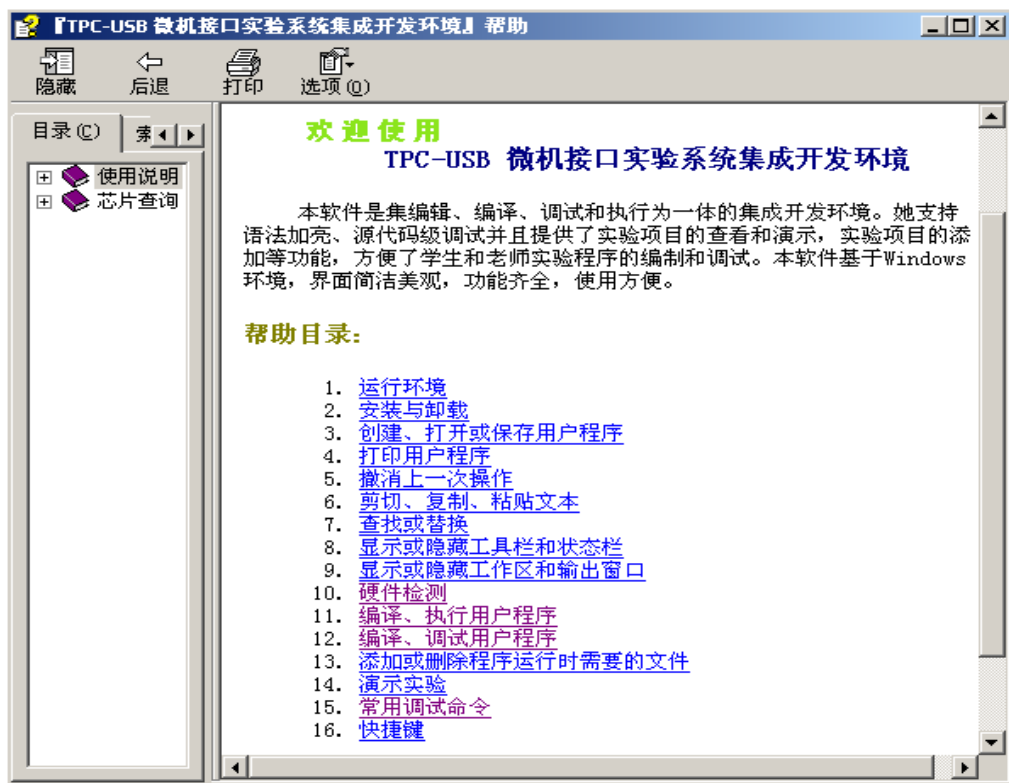 『TPC-USB 微机接口实验系统集成开发环境』帮助
隐藏 后退 打印 选项(O)
目录(C) 索
使用说明
芯片查询
欢迎使用
TPC-USB 微机接口实验系统集成开发环境
本软件是集编辑、编译、调试和执行为一体的集成开发环境。她支持
语法加亮、源代码级调试并且提供了实验项目的查看和演示，实验项目的添
加等功能，方便了学生和老师实验程序的编制和调试。本软件基于Windows
环境，界面简洁美观，功能齐全，使用方便。
帮助目录：
1. 运行环境
2. 安装与卸载
3. 创建、打开或保存用户程序
4. 打印用户程序
5. 撤消上一次操作
6. 剪切、复制、粘贴文本
7. 查找或替换
8. 显示或隐藏工具栏和状态栏
9. 显示或隐藏工作区和输出窗口
10. 硬件检测
11. 编译、执行用户程序
12. 编译、调试用户程序
13. 添加或删除程序运行时需要的文件
14. 演示实验
15. 常用调试命令
16. 快捷键